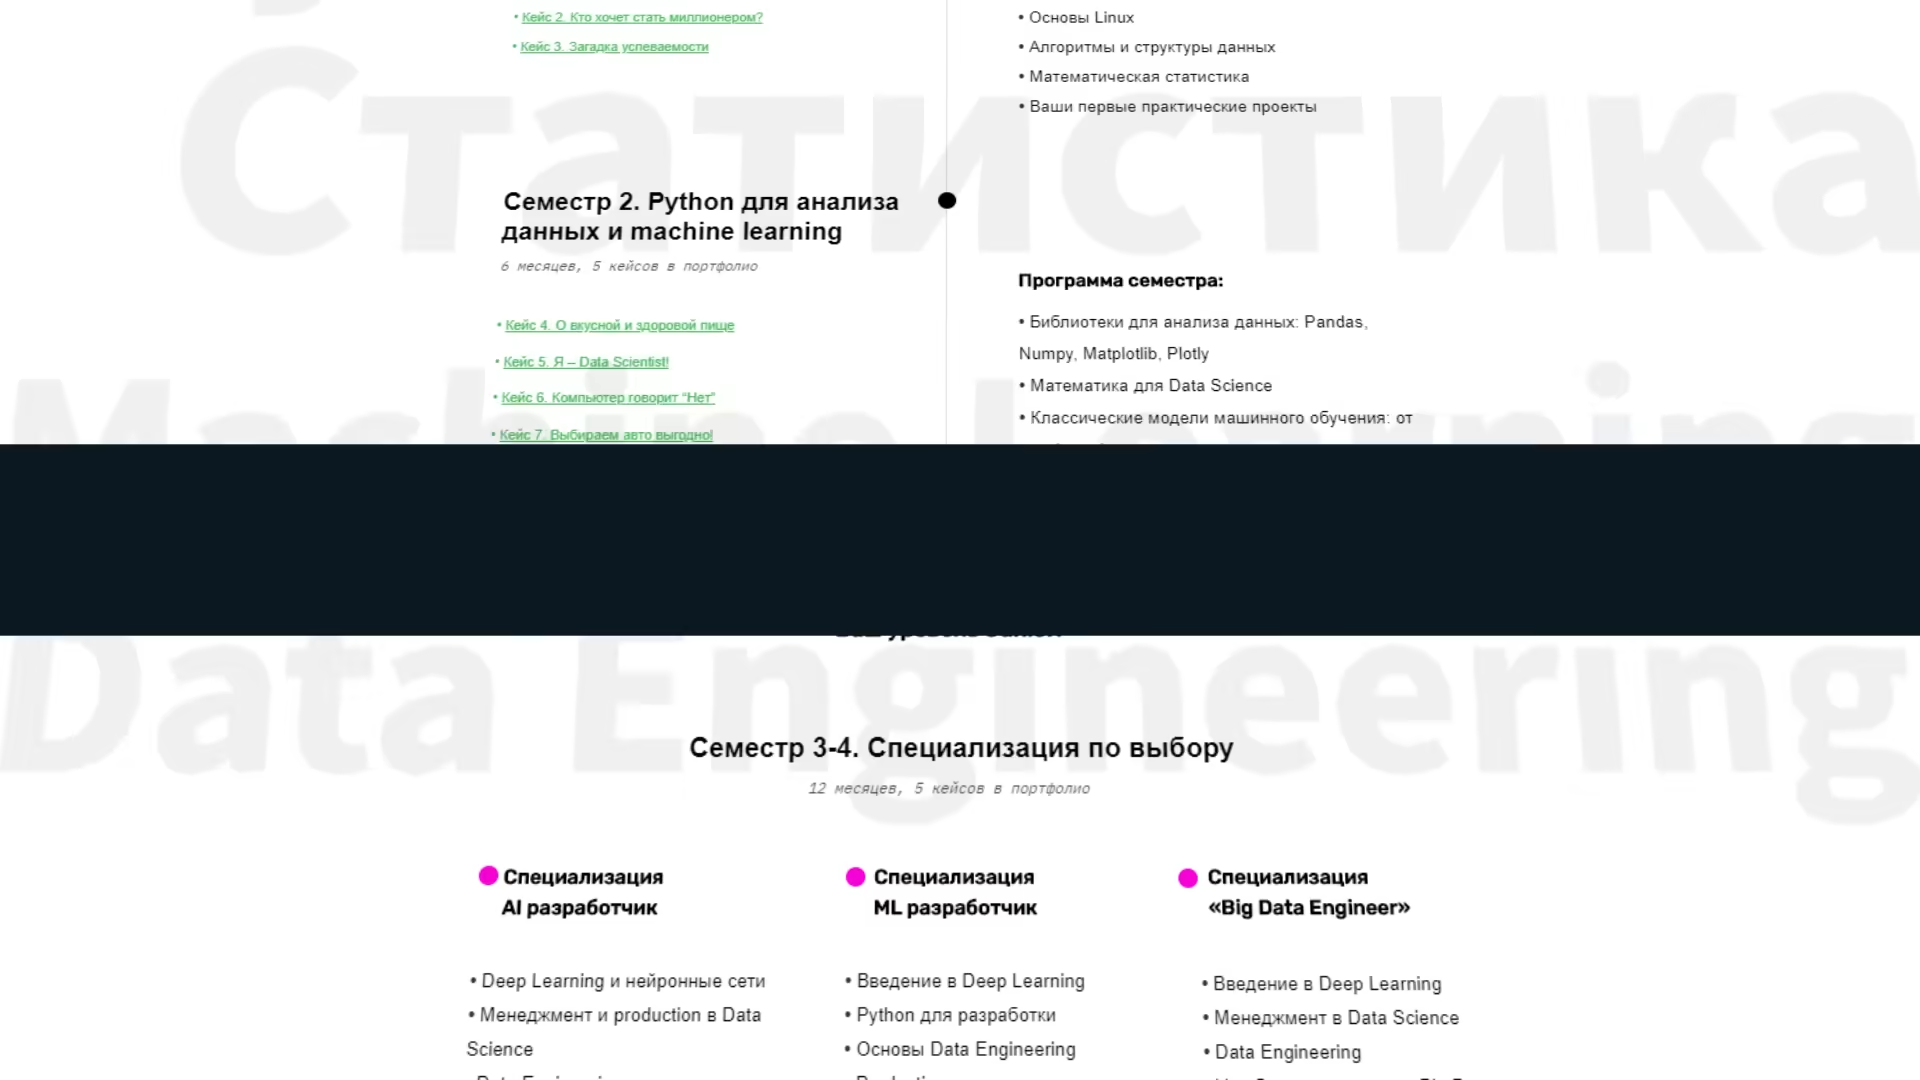 • Кейс 2. Кто хочет стать миллионером?
• Кейс 3. Загадка успеваемости
• Основы Linux
• Алгоритмы и структуры данных
• Математическая статистика
• Ваши первые практические проекты
Статистика
Семестр 2. Python для анализа
данных и machine learning
6 месяцев, 5 кейсов в портфолио
• Кейс 4. О вкусной и здоровой пище
• Кейс 5. Я – Data Scientist!
• Кейс 6. Компьютер говорит “Нет”
• Кейс 7. Выбираем авто выгодно!
Программа семестра:
• Библиотеки для анализа данных: Pandas,
Numpy, Matplotlib, Plotly
• Математика для Data Science
• Классические модели машинного обучения: от
Machine Learning
Data Engineering
Семестр 3-4. Специализация по выбору
12 месяцев, 5 кейсов в портфолио
Специализация
AI разработчик
• Deep Learning и нейронные сети
• Менеджмент и production в Data
Science
Специализация
ML разработчик
• Введение в Deep Learning
• Python для разработки
• Основы Data Engineering
Специализация
«Big Data Engineer»
• Введение в Deep Learning
• Менеджмент в Data Science
• Data Engineering